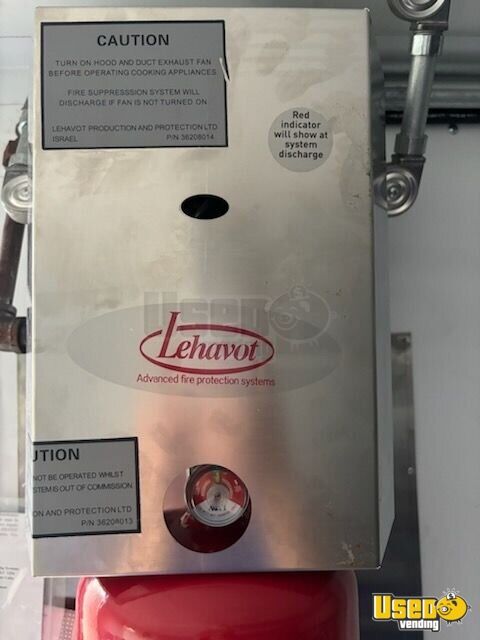 CAUTION
TURN ON HOOD AND DUCT EXHAUST FAN
BEFORE OPERATING COOKING APPLIANCES
FIRE SUPPRESSSION SYSTEM WILL
DISCHARGE IF FAN IS NOT TURNED ON
LEHAVOT PRODUCTION AND PROTECTION LTD
ISRAEL P/N 36208014
Red
indicator
will show at
system
discharge
USED
Lehavot
Advanced fire protection systems
UTION
NOT BE OPERATED WHILST
STEM IS OUT OF COMMISSION
ON AND PROTECTION LTD
P/N 36208013
USED
vending